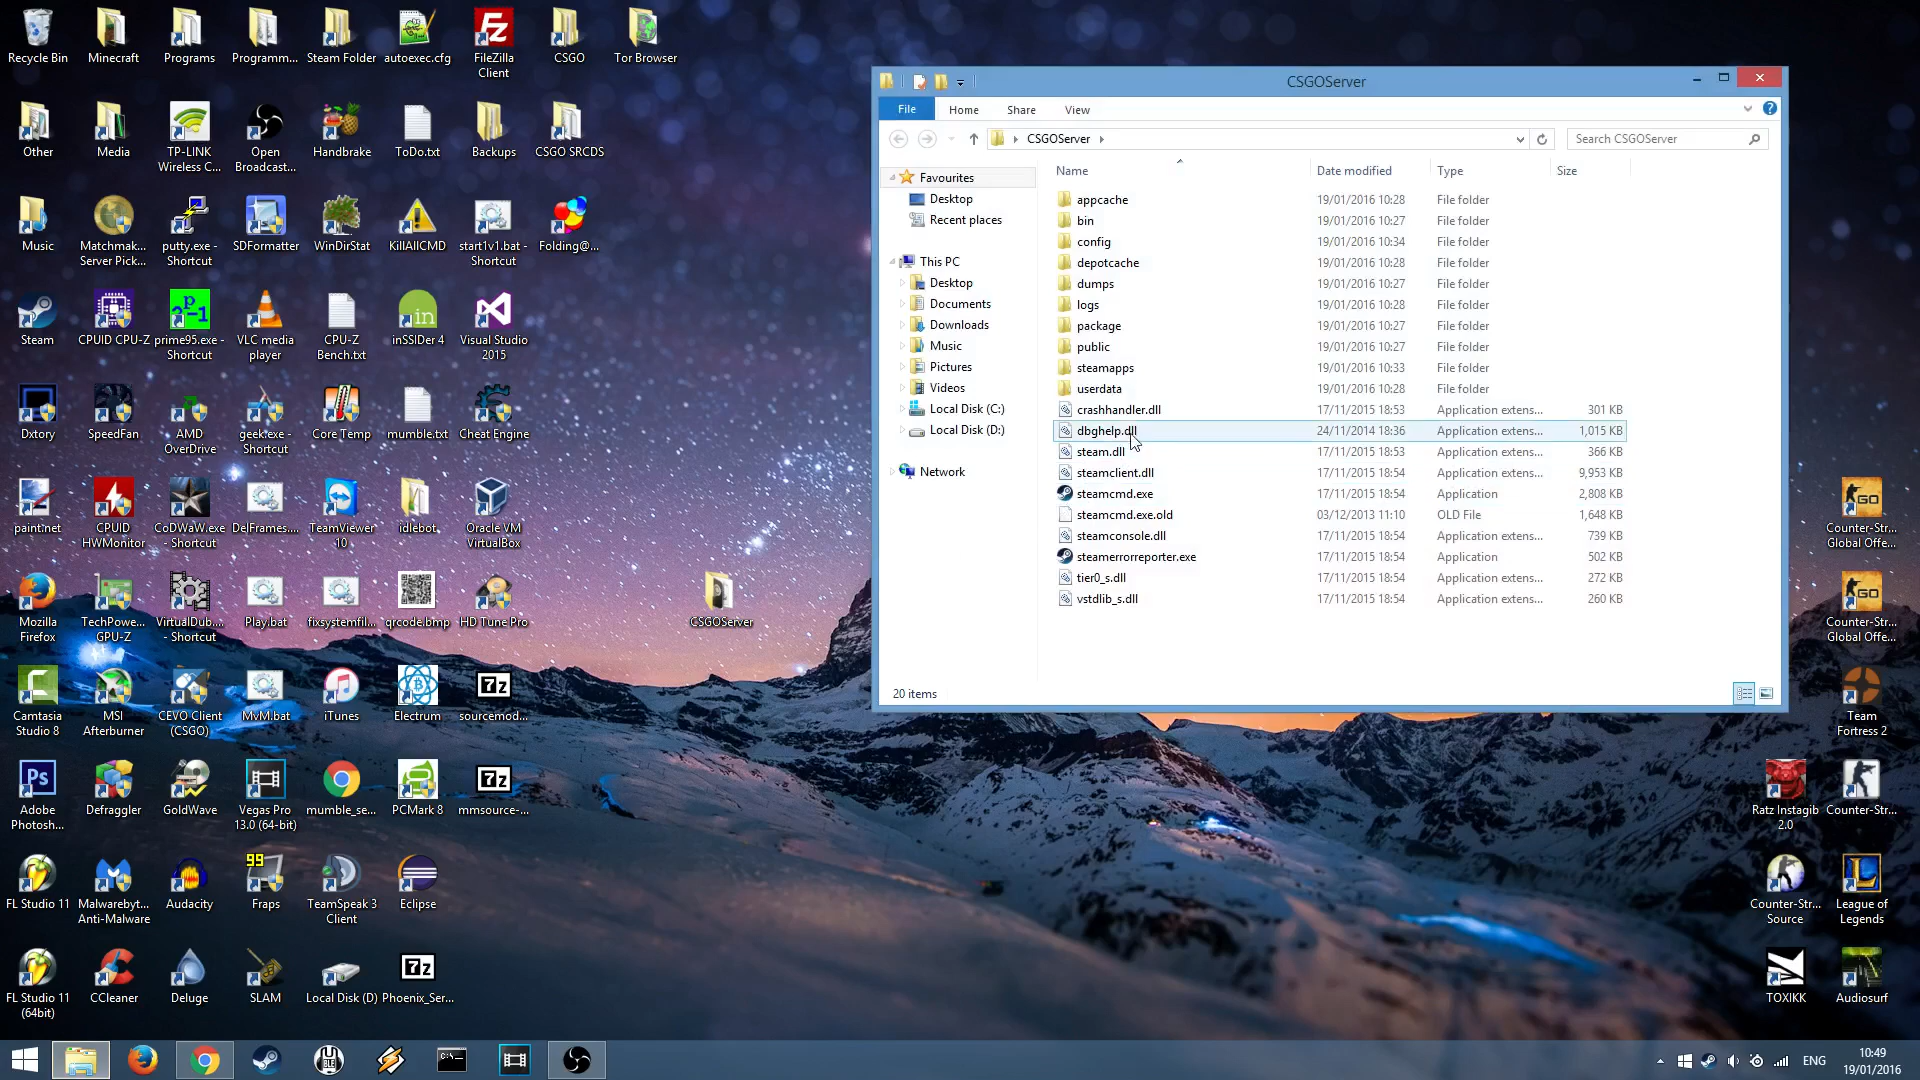 Recycle Bin
Minecraft
Programs
Programm...
Steam Folder
autoexec.cfg
FileZilla
Client
CSGO
Tor Browser
Other
Media
TP-LINK
Wireless C...
Open
Broadcast...
Handbrake
ToDo.txt
Backups
CSGO SRCDS
Music
Matchmak...
Server Pick...
putty.exe -
Shortcut
SDFormatter
WinDirStat
KillAllCMD
start1v1.bat -
Shortcut
Folding@...
Steam
CPUID CPU-Z
prime95.exe -
Shortcut
VLC media
player
CPU-Z
Bench.txt
inSSIDer 4
Visual Studio
2015
Dxtory
SpeedFan
AMD
OverDrive
geek.exe -
Shortcut
Core Temp
mumble.txt
Cheat Engine
paint.net
CPUID
HWMonitor
CoDWaW.exe
- Shortcut
DelFrames....
TeamViewer
10
idlebot
Oracle VM
VirtualBox
Mozilla
Firefox
TechPowe...
GPU-Z
VirtualDub...
- Shortcut
Play.bat
fixsystemfil...
qrcode.bmp
HD Tune Pro
CSGOServer
Camtasia
Studio 8
MSI
Afterburner
CEVO Client
(CSGO)
MvM.bat
iTunes
Electrum
7z
sourcemod...
Ps
Adobe
Photosh...
Defraggler
GoldWave
Vegas Pro
13.0 (64-bit)
mumble_se...
PCMark 8
7z
mmsource-...
FL Studio 11
Malwarebyt...
Anti-Malware
Audacity
99
Fraps
TeamSpeak 3
Client
Eclipse
FL Studio 11
(64bit)
CCleaner
Deluge
SLAM
Local Disk (D)
7z
Phoenix_Ser...
CSGOServer
File
Home
Share
View
CSGOServer
Search CSGOServer
Favourites
Desktop
Recent places
This PC
Desktop
Documents
Downloads
Music
Pictures
Videos
Local Disk (C:)
Local Disk (D:)
Network
Name Date modified Type Size
appcache 19/01/2016 10:28 File folder
bin 19/01/2016 10:27 File folder
config 19/01/2016 10:34 File folder
depotcache 19/01/2016 10:28 File folder
dumps 19/01/2016 10:27 File folder
logs 19/01/2016 10:28 File folder
package 19/01/2016 10:27 File folder
public 19/01/2016 10:27 File folder
steamapps 19/01/2016 10:33 File folder
userdata 19/01/2016 10:28 File folder
crashhandler.dll 17/11/2015 18:53 Application extens... 301 KB
dbghelp.dll 24/11/2014 18:36 Application extens... 1,015 KB
steam.dll 17/11/2015 18:53 Application extens... 366 KB
steamclient.dll 17/11/2015 18:54 Application extens... 9,953 KB
steamcmd.exe 17/11/2015 18:54 Application 2,808 KB
steamcmd.exe.old 03/12/2013 11:10 OLD File 1,648 KB
steamconsole.dll 17/11/2015 18:54 Application extens... 739 KB
steamerrorreporter.exe 17/11/2015 18:54 Application 502 KB
tier0_s.dll 17/11/2015 18:54 Application extens... 272 KB
vstdlib_s.dll 17/11/2015 18:54 Application extens... 260 KB
20 items
GO
Counter-Str...
Global Offe...
GO
Counter-Str...
Global Offe...
Team
Fortress 2
Ratz Instagib
2.0
Counter-Str...
Counter-Str...
Source
League of
Legends
TOXIKK
Audiosurf
ENG
10:49
19/01/2016